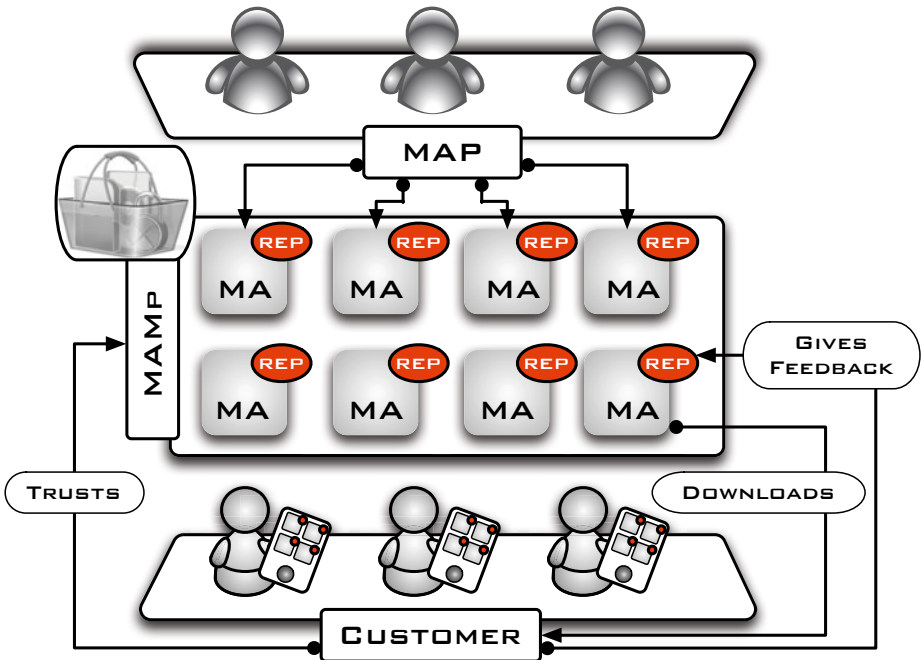 MAP
REP
REP
REP
REP
MA
MA
MA
MA
MAMP
REP
REP
REP
REP
MA
MA
MA
MA
GIVES
FEEDBACK
TRUSTS
DOWNLOADS
CUSTOMER